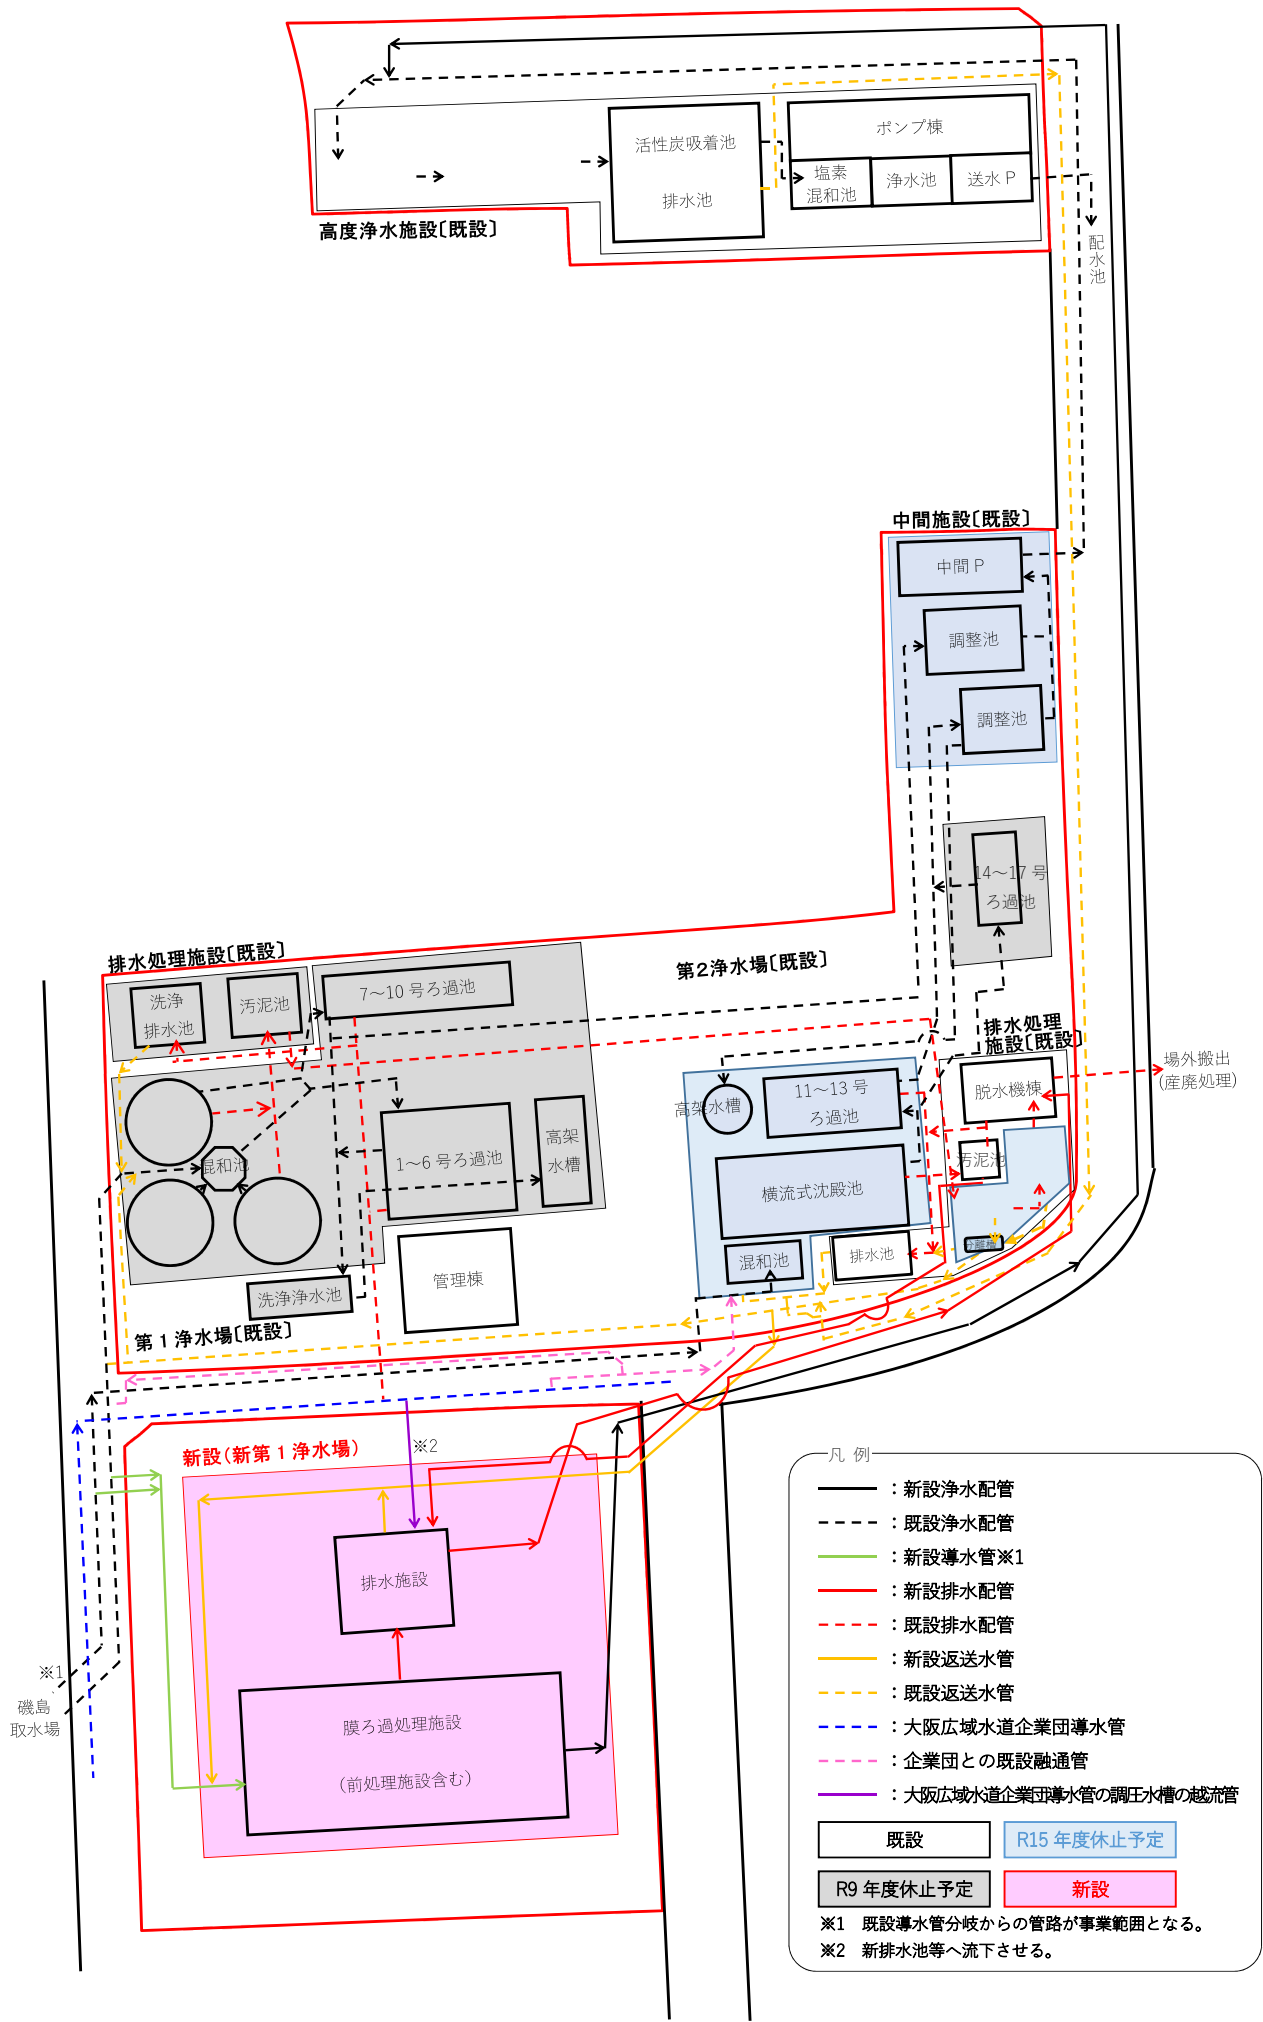 活性炭吸着池
排水池
ポンプ棟
塩素
混和池
浄水池
送水 P
高度浄水施設〔既設〕
配水池
中間施設〔既設〕
中間 P
調整池
調整池
14～17 号
ろ過池
排水処理施設〔既設〕
洗浄
排水池
汚泥池
7～10 号ろ過池
第２浄水場〔既設〕
排水処理
施設〔既設〕
場外搬出
(産廃処理)
脱水機棟
高架水槽
11～13 号
ろ過池
汚泥池
横流式沈殿池
混和池
1～6 号ろ過池
高架
水槽
混和池
排水池
分離槽
管理棟
洗浄浄水池
第１浄水場〔既設〕
新設（新第１浄水場）
※2
排水施設
※1
磯島
取水場
膜ろ過処理施設
（前処理施設含む）
凡 例
：新設浄水配管
：既設浄水配管
：新設導水管※1
：新設排水配管
：既設排水配管
：新設返送水管
：既設返送水管
：大阪広域水道企業団導水管
：企業団との既設融通管
：大阪広域水道企業団導水管の調圧水槽の越流管
既設
R15 年度休止予定
R9 年度休止予定
新設
※1　既設導水管分岐からの管路が事業範囲となる。
※2　新排水池等へ流下させる。